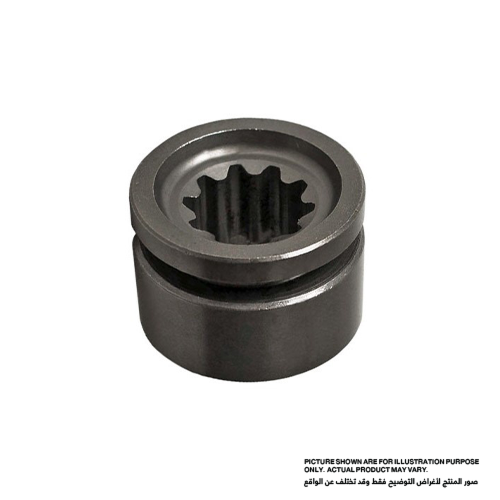 PICTURE SHOWN ARE FOR ILLUSTRATION PURPOSE
ONLY. ACTUAL PRODUCT MAY VARY.
صور المنتج لأغراض التوضيح فقط وقد تختلف عن الواقع